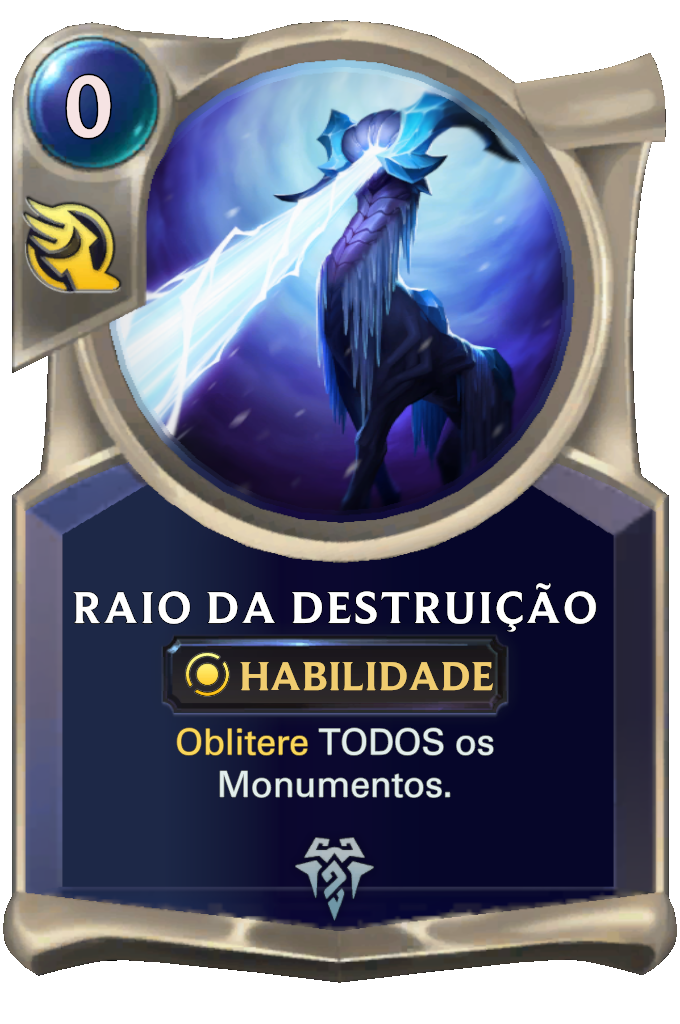 0
RAIO DA DESTRUIÇÃO
HABILIDADE
Oblitere TODOS os
Monumentos.